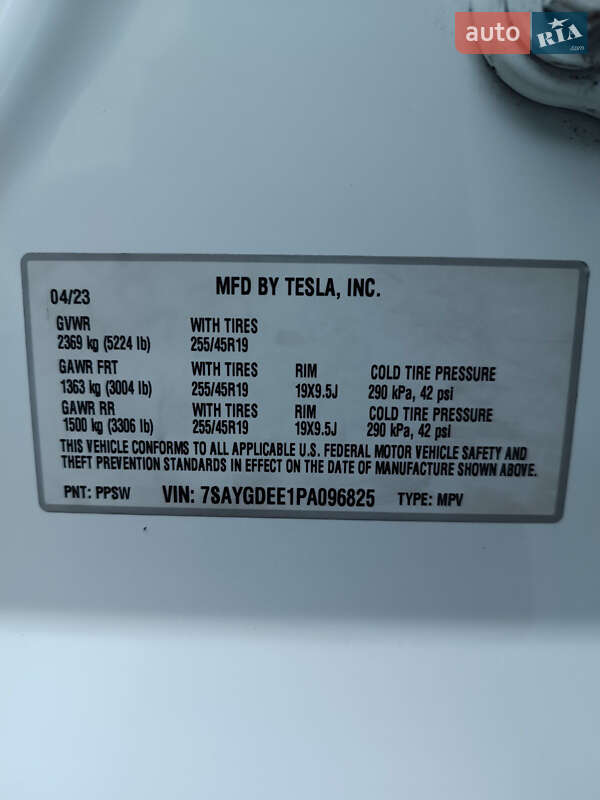 auto RIA
.com
04/23 MFD BY TESLA, INC.
GVWR WITH TIRES
2369 kg (5224 lb) 255/45R19
GAWR FRT WITH TIRES RIM COLD TIRE PRESSURE
1363 kg (3004 lb) 255/45R19 19X9.5J 290 kPa, 42 psi
GAWR RR WITH TIRES RIM COLD TIRE PRESSURE
1500 kg (3306 lb) 255/45R19 19X9.5J 290 kPa, 42 psi
THIS VEHICLE CONFORMS TO ALL APPLICABLE U.S. FEDERAL MOTOR VEHICLE SAFETY AND
THEFT PREVENTION STANDARDS IN EFFECT ON THE DATE OF MANUFACTURE SHOWN ABOVE.
PNT: PPSW VIN: 7SAYGDEE1PA096825 TYPE: MPV